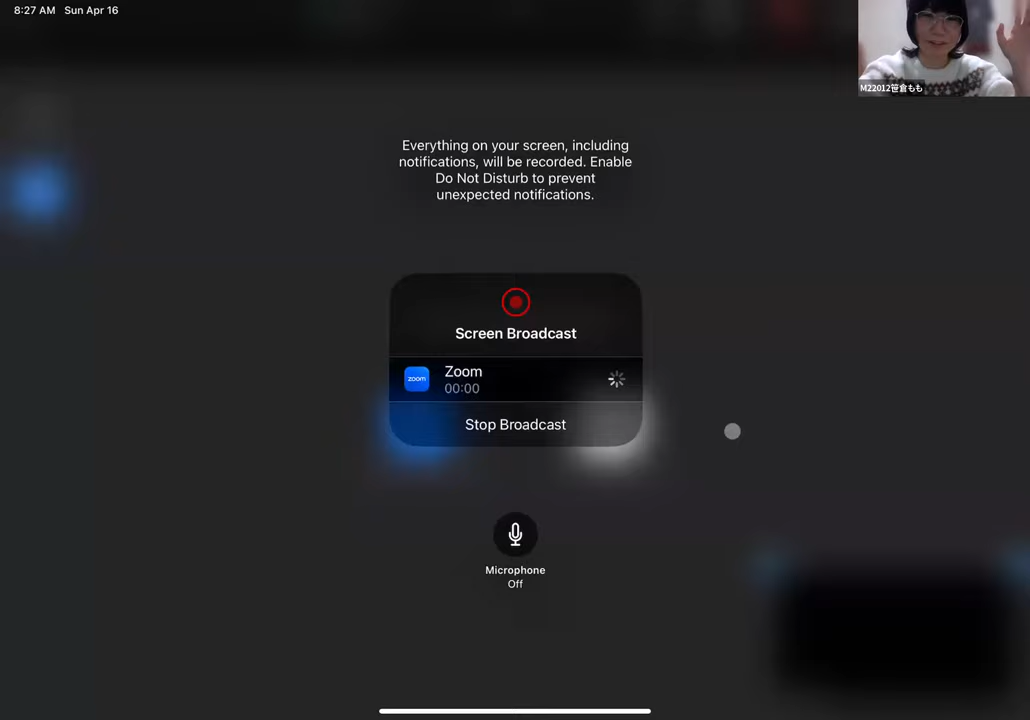 8:27 AM Sun Apr 16
M22012笹倉もも
Everything on your screen, including
notifications, will be recorded. Enable
Do Not Disturb to prevent
unexpected notifications.
Screen Broadcast
zoom
Zoom
00:00
Stop Broadcast
Microphone
Off